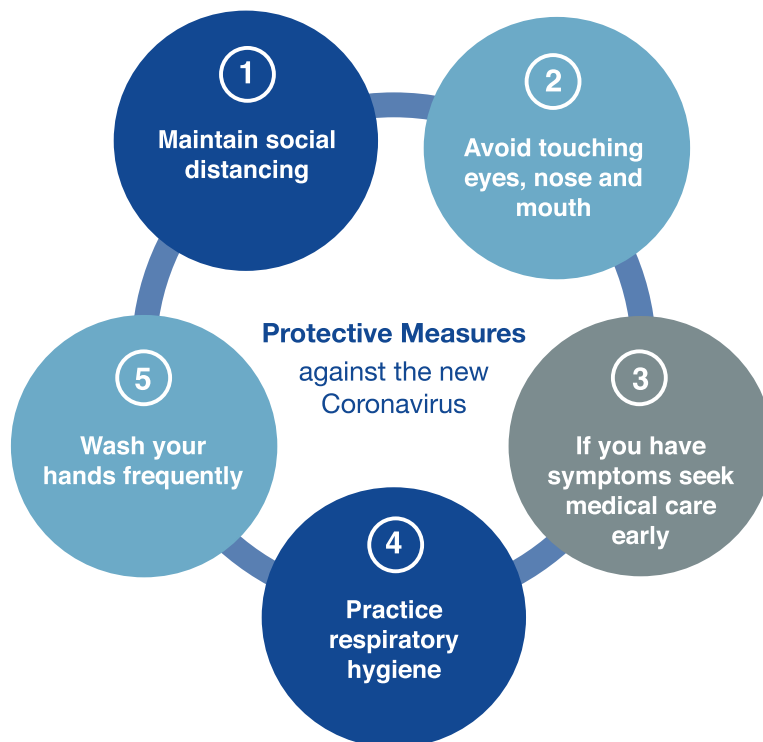 1
Maintain social
distancing
2
Avoid touching
eyes, nose and
mouth
Protective Measures
against the new
Coronavirus
3
If you have
symptoms seek
medical care
early
4
Practice
respiratory
hygiene
5
Wash your
hands frequently